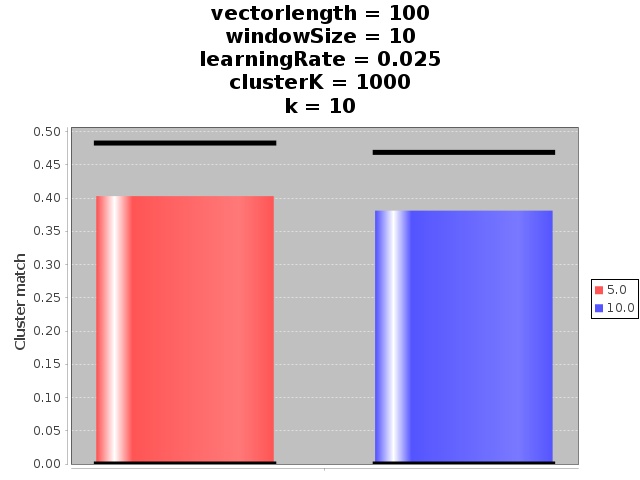 vectorlength = 100
windowSize = 10
learningRate = 0.025
clusterK = 1000
k = 10
0.50
0.45
0.40
0.35
0.30
0.25
0.20
0.15
0.10
0.05
0.00
Cluster match
5.0
10.0